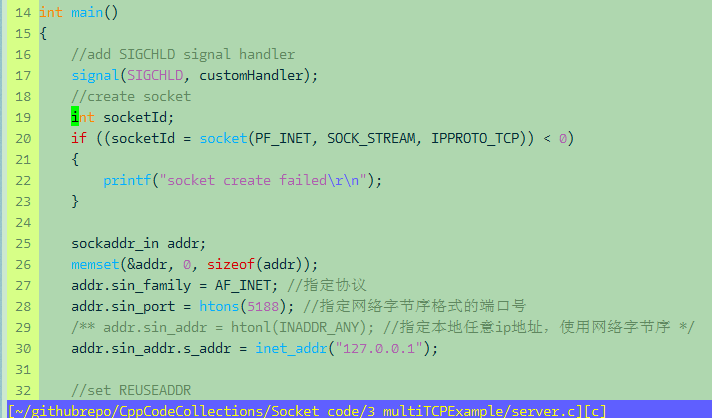 14 int main()
15 {
16     //add SIGCHLD signal handler
17     signal(SIGCHLD, customHandler);
18     //create socket
19     int socketId;
20     if ((socketId = socket(PF_INET, SOCK_STREAM, IPPROTO_TCP)) < 0)
21     {
22         printf("socket create failed\r\n");
23     }
24
25     sockaddr_in addr;
26     memset(&addr, 0, sizeof(addr));
27     addr.sin_family = AF_INET; //指定协议
28     addr.sin_port = htons(5188); //指定网络字节序格式的端口号
29     /** addr.sin_addr = htonl(INADDR_ANY); //指定本地任意ip地址，使用网络字节序 */
30     addr.sin_addr.s_addr = inet_addr("127.0.0.1");
31
32     //set REUSEADDR
[~/githubrepo/CppCodeCollections/Socket_code/3_multiTCPExample/server.c][c]